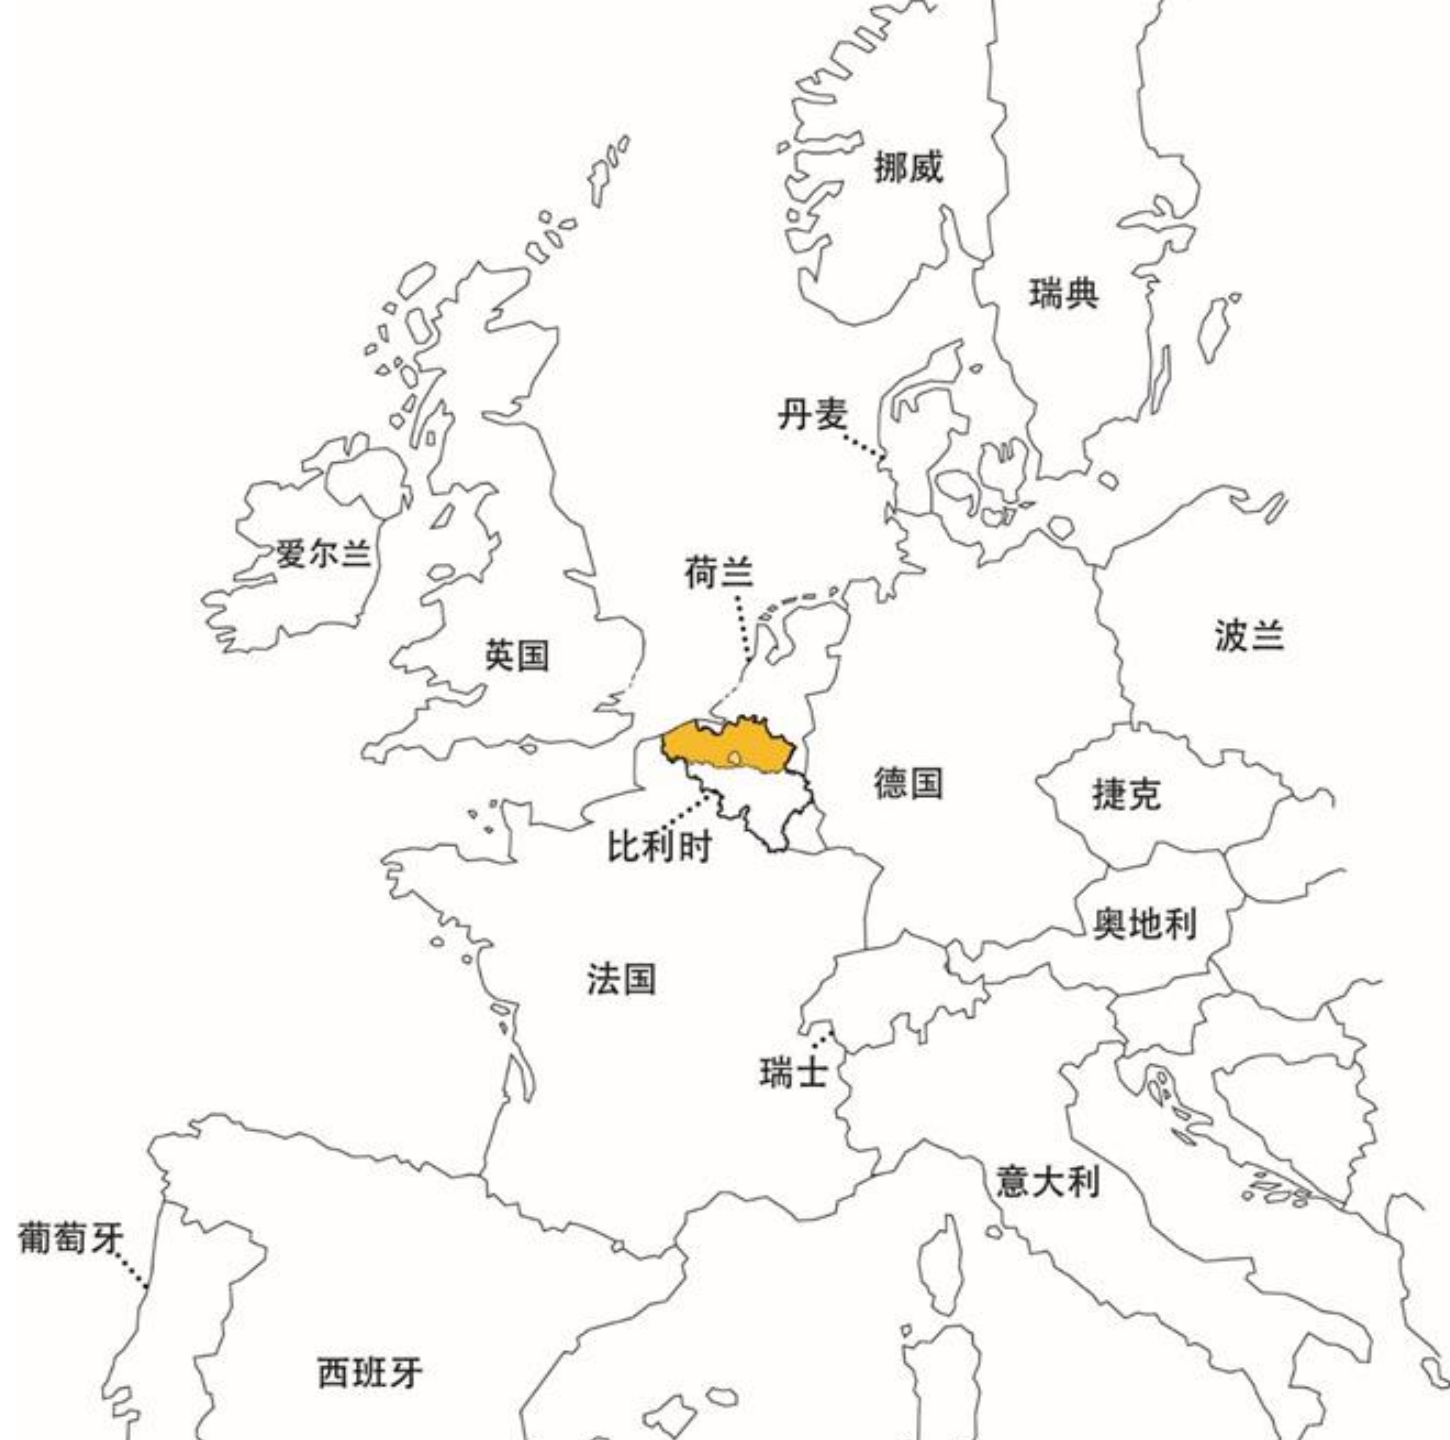 挪威
瑞典
丹麦
爱尔兰
荷兰
英国
波兰
德国
捷克
比利时
奥地利
法国
瑞士
意大利
葡萄牙
西班牙